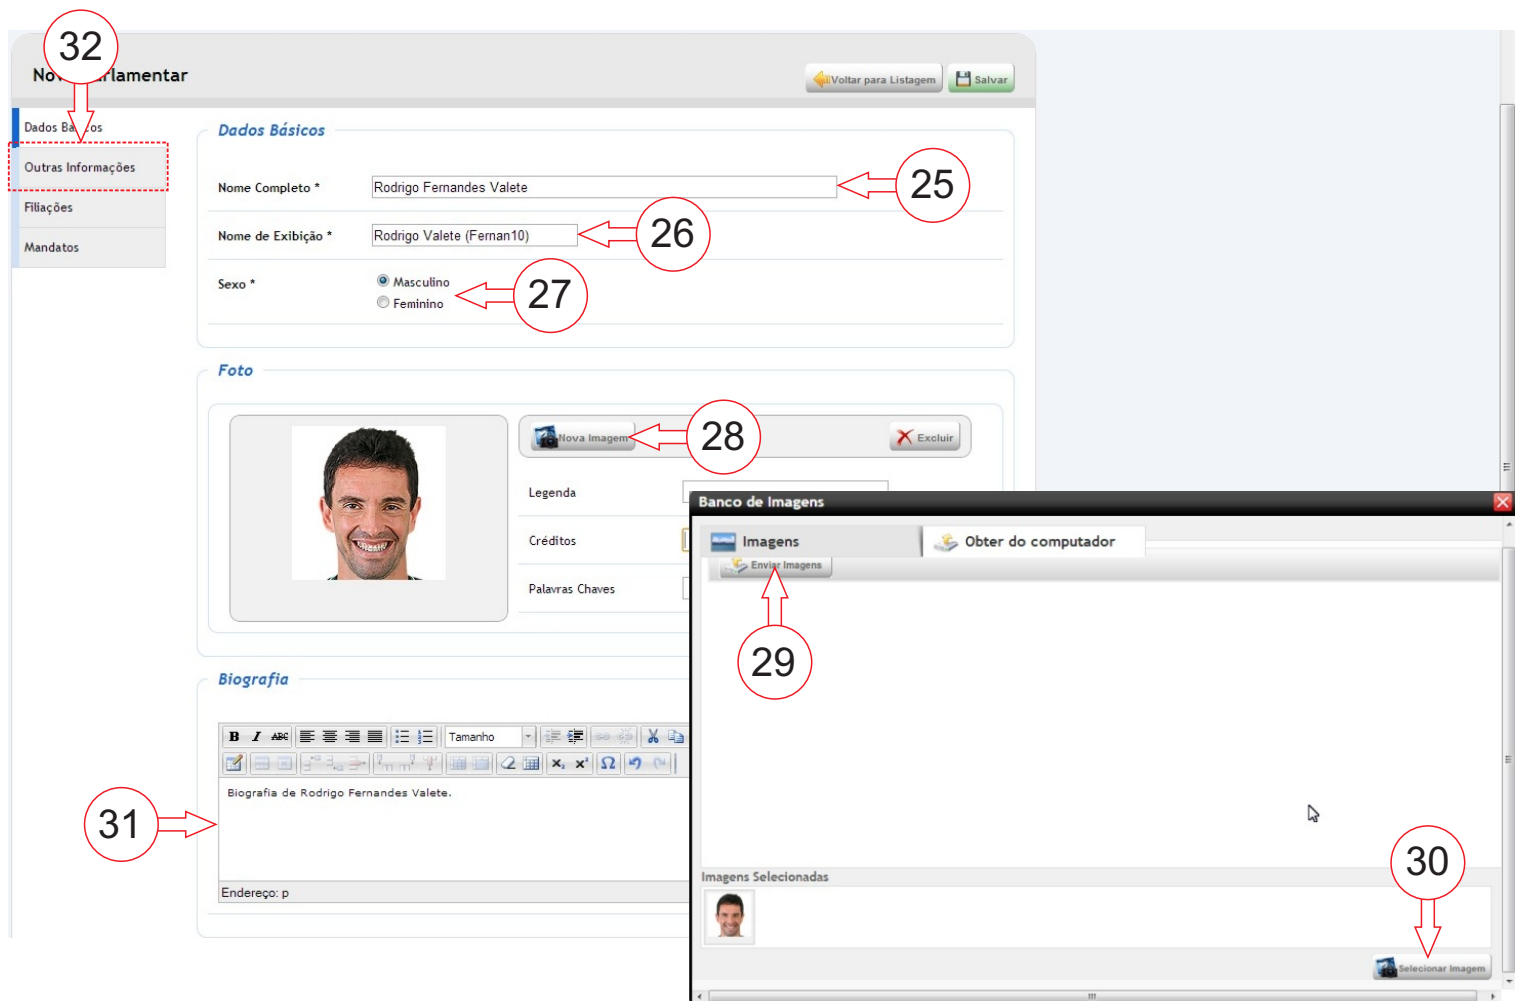 32
Novo Parlamentar
Voltar para Listagem
Salvar
Dados Básicos
Outras Informações
Filiações
Mandatos
Dados Básicos
Nome Completo *
Rodrigo Fernandes Valete
25
Nome de Exibição *
Rodrigo Valete (Fernan10)
26
Sexo *
Masculino
Feminino
27
Foto
Nova Imagem
28
Excluir
Legenda
Créditos
Palavras Chaves
Banco de Imagens
Imagens
Obter do computador
Enviar Imagens
29
Biografia
B I ABC
Tamanho
Biografia de Rodrigo Fernandes Valete.
31
Endereço: p
Imagens Selecionadas
30
Selecionar Imagem